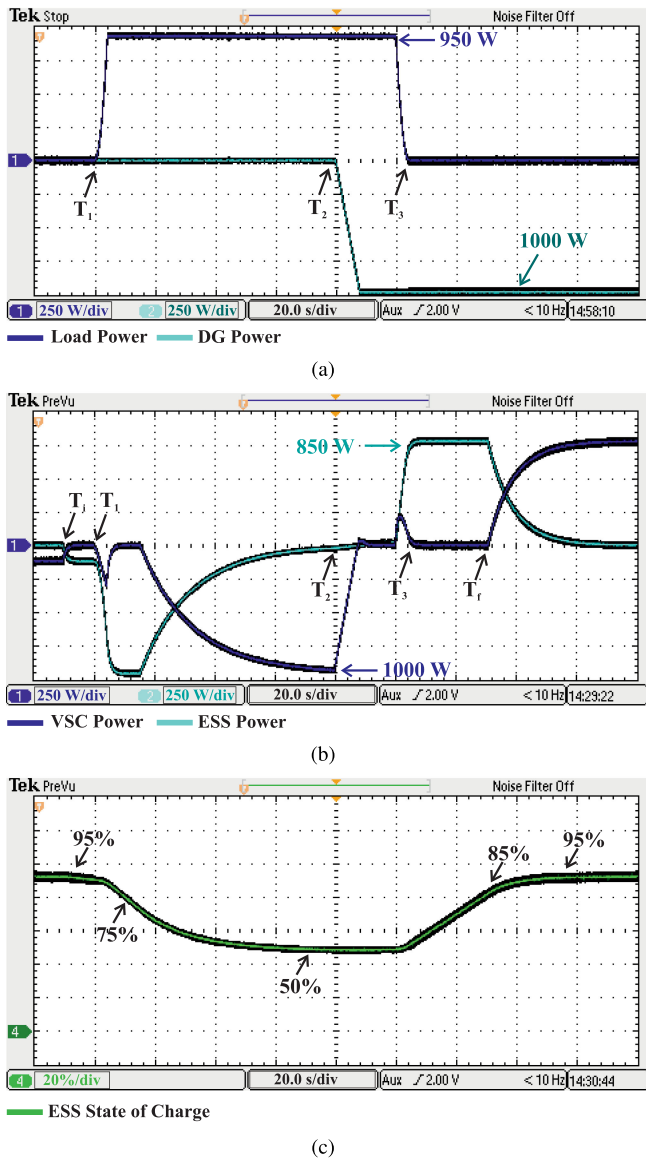 Tek Stop Noise Filter Off
950 W
1
T1
T2
T3
1000 W
1 250 W/div 2 250 W/div 20.0 s/div Aux 2.00 V < 10 Hz 14:58:10
Load Power DG Power
(a)
Tek PreVu Noise Filter Off
850 W
Ti T1
1
T2 T3 Tf
1000 W
1 250 W/div 2 250 W/div 20.0 s/div Aux 2.00 V < 10 Hz 14:29:22
VSC Power ESS Power
(b)
Tek PreVu Noise Filter Off
95% 85% 95%
75%
50%
4
4 20%/div 20.0 s/div Aux 2.00 V < 10 Hz 14:30:44
ESS State of Charge
(c)